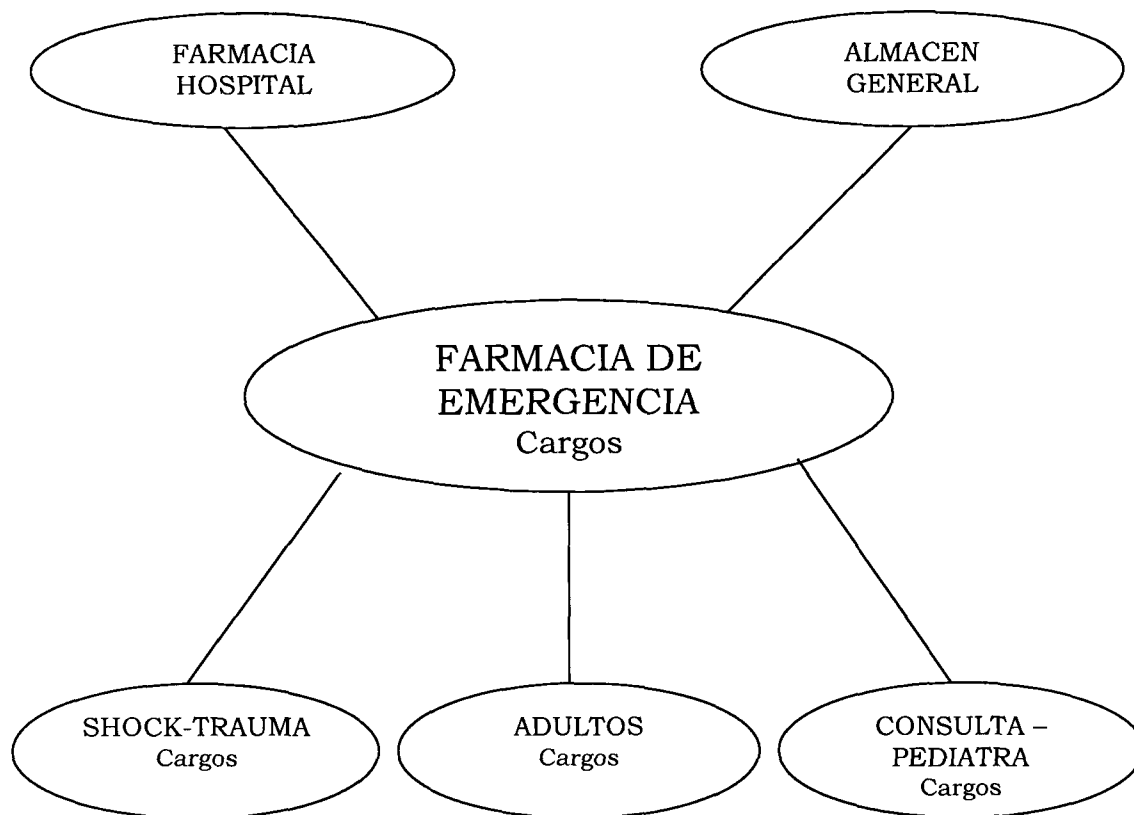 FARMACIA
HOSPITAL
ALMACEN
GENERAL
FARMACIA DE
EMERGENCIA
Cargos
SHOCK-TRAUMA
Cargos
ADULTOS
Cargos
CONSULTA –
PEDIATRA
Cargos